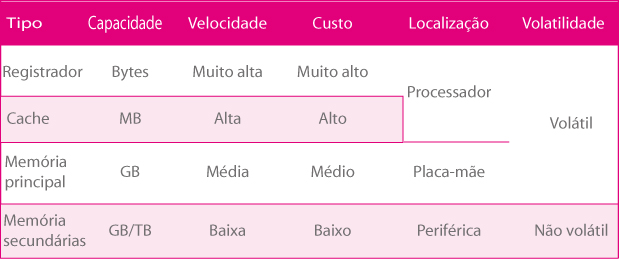 Tipo Capacidade Velocidade Custo Localização Volatilidade
Registrador Bytes Muito alta Muito alto
Processador
Cache MB Alta Alto
Volátil
Memória
principal GB Média Médio Placa-mãe
Memória
secundárias GB/TB Baixa Baixo Periférica Não volátil